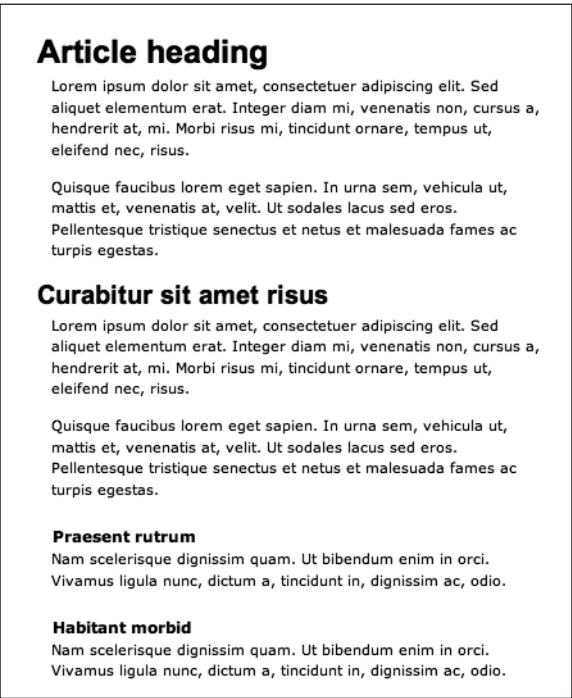 Article heading
Lorem ipsum dolor sit amet, consectetuer adipiscing elit. Sed
aliquet elementum erat. Integer diam mi, venenatis non, cursus a,
hendrerit at, mi. Morbi risus mi, tincidunt ornare, tempus ut,
eleifend nec, risus.
Quisque faucibus lorem eget sapien. In urna sem, vehicula ut,
mattis et, venenatis at, velit. Ut sodales lacus sed eros.
Pellentesque tristique senectus et netus et malesuada fames ac
turpis egestas.
Curabitur sit amet risus
Lorem ipsum dolor sit amet, consectetuer adipiscing elit. Sed
aliquet elementum erat. Integer diam mi, venenatis non, cursus a,
hendrerit at, mi. Morbi risus mi, tincidunt ornare, tempus ut,
eleifend nec, risus.
Quisque faucibus lorem eget sapien. In urna sem, vehicula ut,
mattis et, venenatis at, velit. Ut sodales lacus sed eros.
Pellentesque tristique senectus et netus et malesuada fames ac
turpis egestas.
Praesent rutrum
Nam scelerisque dignissim quam. Ut bibendum enim in orci.
Vivamus ligula nunc, dictum a, tincidunt in, dignissim ac, odio.
Habitant morbid
Nam scelerisque dignissim quam. Ut bibendum enim in orci.
Vivamus ligula nunc, dictum a, tincidunt in, dignissim ac, odio.